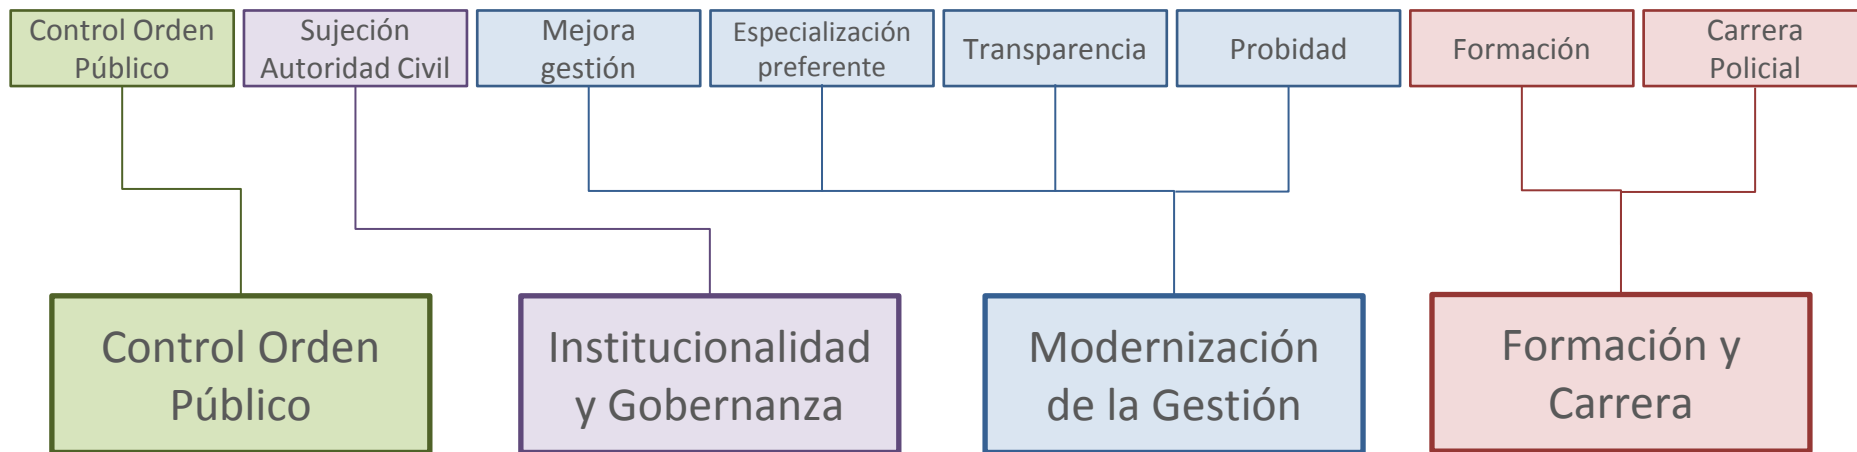 Control Orden
Público
Sujeción
Autoridad Civil
Mejora
gestión
Especialización
preferente
Transparencia
Probidad
Formación
Carrera
Policial
Control Orden
Público
Institucionalidad
y Gobernanza
Modernización
de la Gestión
Formación y
Carrera